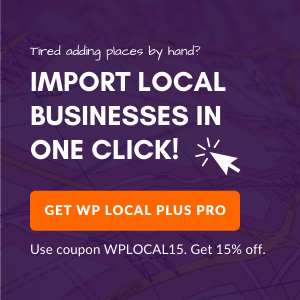 Tired adding places by hand?
IMPORT LOCAL
BUSINESSES IN
ONE CLICK!
GET WP LOCAL PLUS PRO
Use coupon WPLOCAL15. Get 15% off.